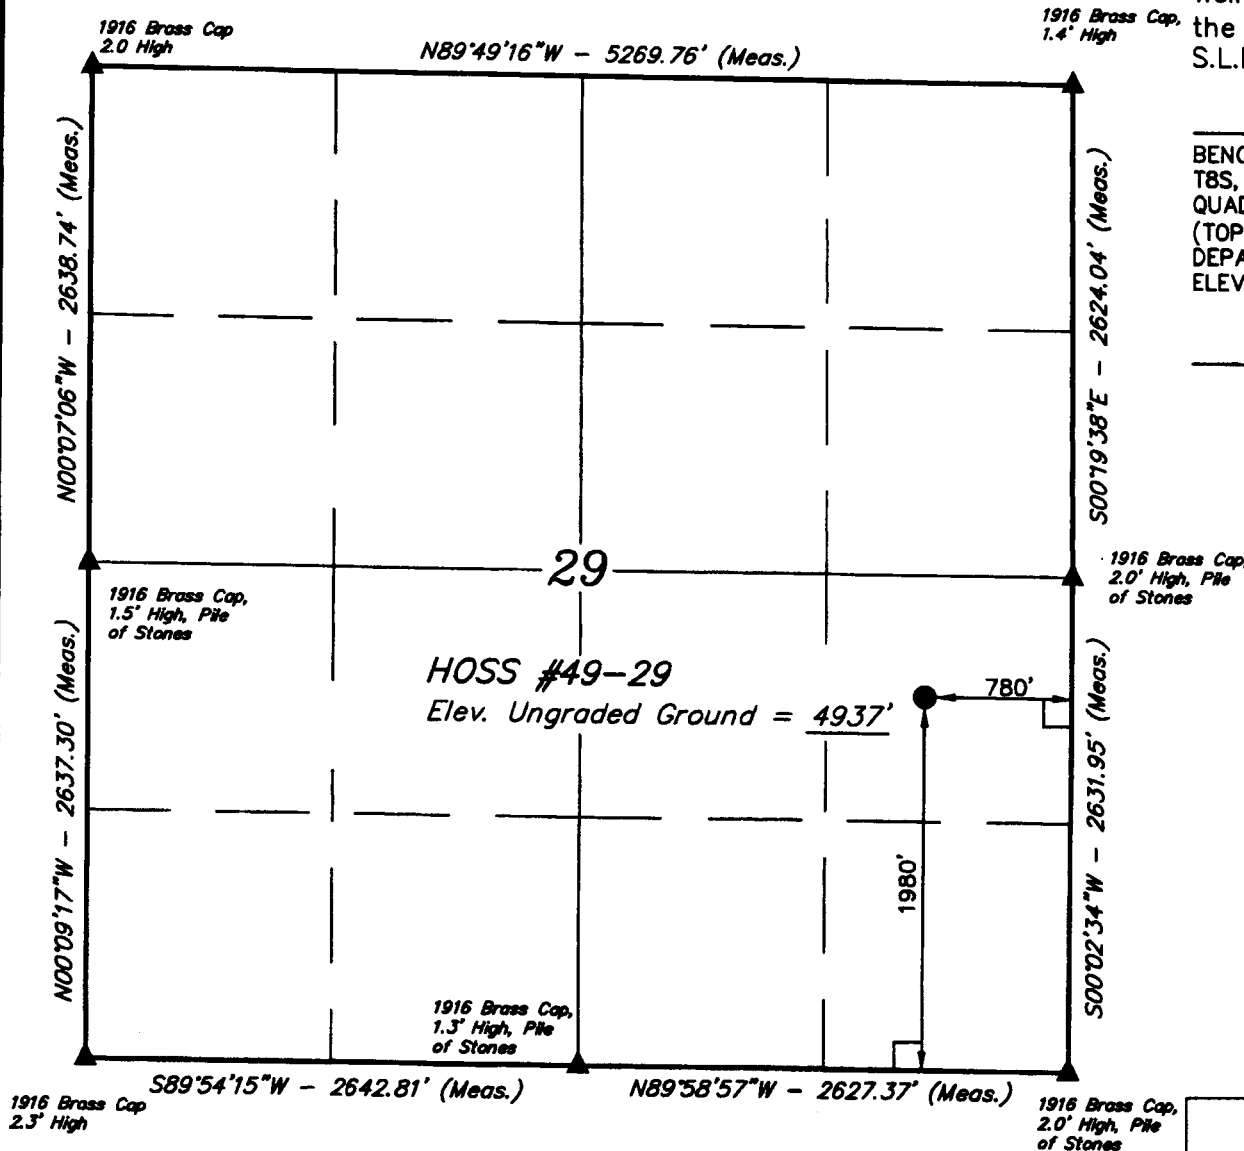 1916 Brass Cap
2.0 High
N89°49'16"W - 5269.76' (Meas.)
1916 Brass Cap,
1.4' High
the
S.L.
N00°07'06"W - 2638.74' (Meas.)
S00°19'38"E - 2624.04' (Meas.)
T8S,
(TOP
ELEV
29
1916 Brass Cap,
1.5' High, Pile
of Stones
1916 Brass Cap,
2.0' High, Pile
of Stones
HOSS #49-29
Elev. Ungraded Ground = 4937'
780'
1980'
N00°09'17"W - 2637.30' (Meas.)
S00°02'34"W - 2631.95' (Meas.)
1916 Brass Cap,
1.3' High, Pile
of Stones
S89°54'15"W - 2642.81' (Meas.)
N89°58'57"W - 2627.37' (Meas.)
1916 Brass Cap
2.3' High
1916 Brass Cap,
2.0' High, Pile
of Stones